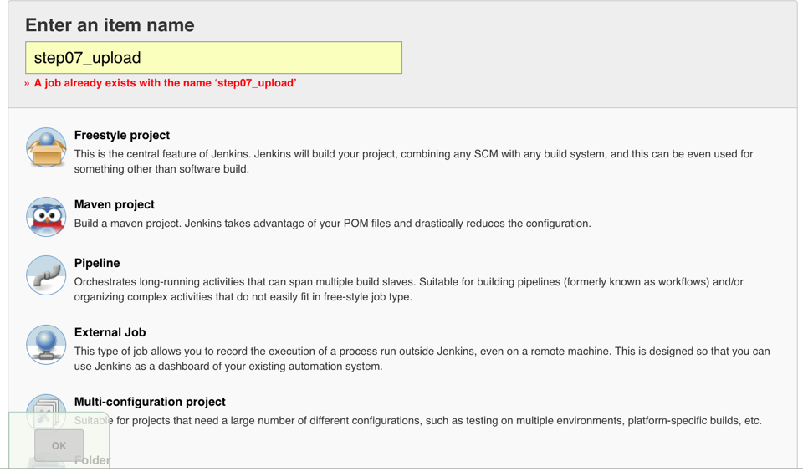 Enter an item name
step07_upload
» A job already exists with the name ‘step07_upload’
Freestyle project
This is the central feature of Jenkins. Jenkins will build your project, combining any SCM with any build system, and this can be even used for
something other than software build.
Maven project
Build a maven project. Jenkins takes advantage of your POM files and drastically reduces the configuration.
Pipeline
Orchestrates long-running activities that can span multiple build slaves. Suitable for building pipelines (formerly known as workflows) and/or
organizing complex activities that do not easily fit in free-style job type.
External Job
This type of job allows you to record the execution of a process run outside Jenkins, even on a remote machine. This is designed so that you can
use Jenkins as a dashboard of your existing automation system.
Multi-configuration project
Suitable for projects that need a large number of different configurations, such as testing on multiple environments, platform-specific builds, etc.
OK
Folder